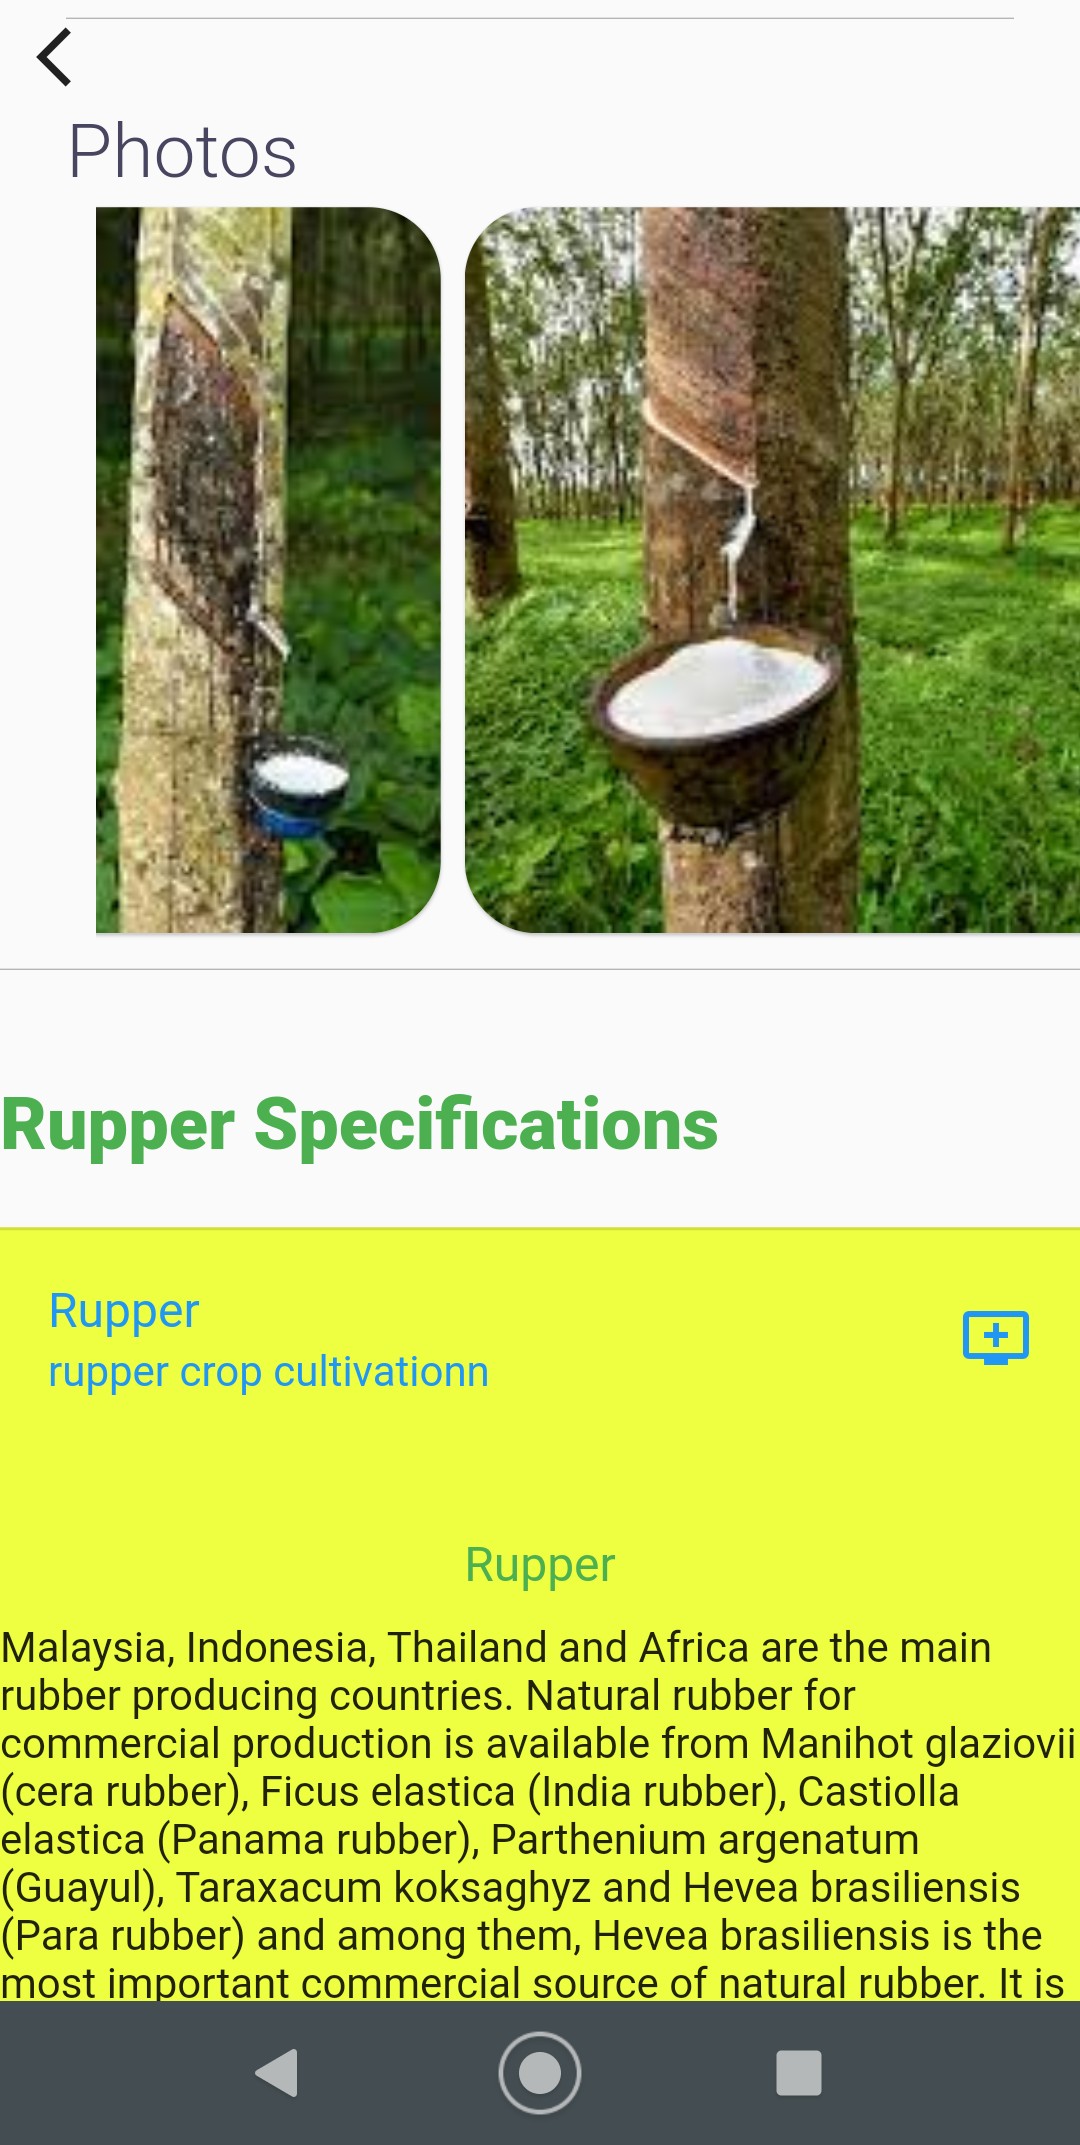 Photos
Rupper Specifications
Rupper
rupper crop cultivationn
Rupper
Malaysia, Indonesia, Thailand and Africa are the main
rubber producing countries. Natural rubber for
commercial production is available from Manihot glaziovii
(cera rubber), Ficus elastica (India rubber), Castiolla
elastica (Panama rubber), Parthenium argenatum
(Guayul), Taraxacum koksaghyz and Hevea brasiliensis
(Para rubber) and among them, Hevea brasiliensis is the
most important commercial source of natural rubber. It is